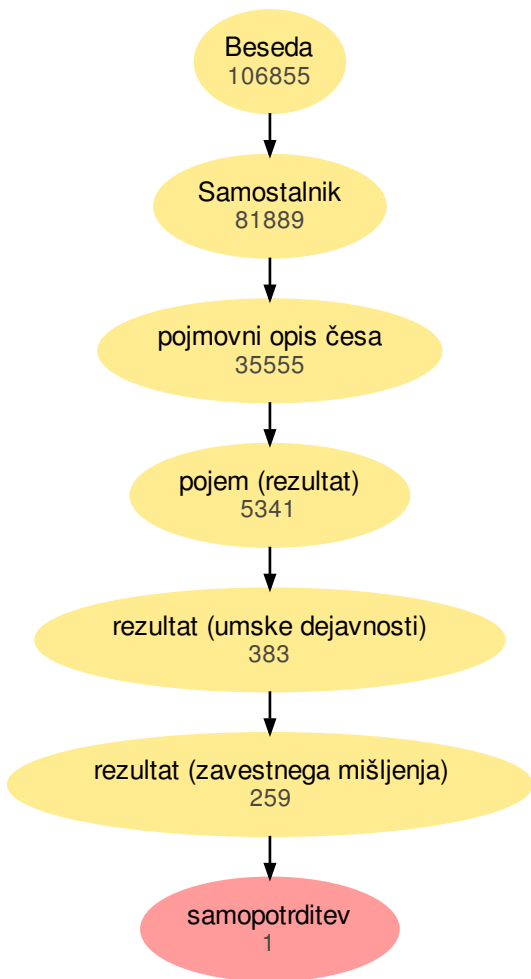 Beseda
106855
Samostalnik
81889
pojmovni opis česa
35555
pojem (rezultat)
5341
rezultat (umske dejavnosti)
383
rezultat (zavestnega mišljenja)
259
samopotrditev
1